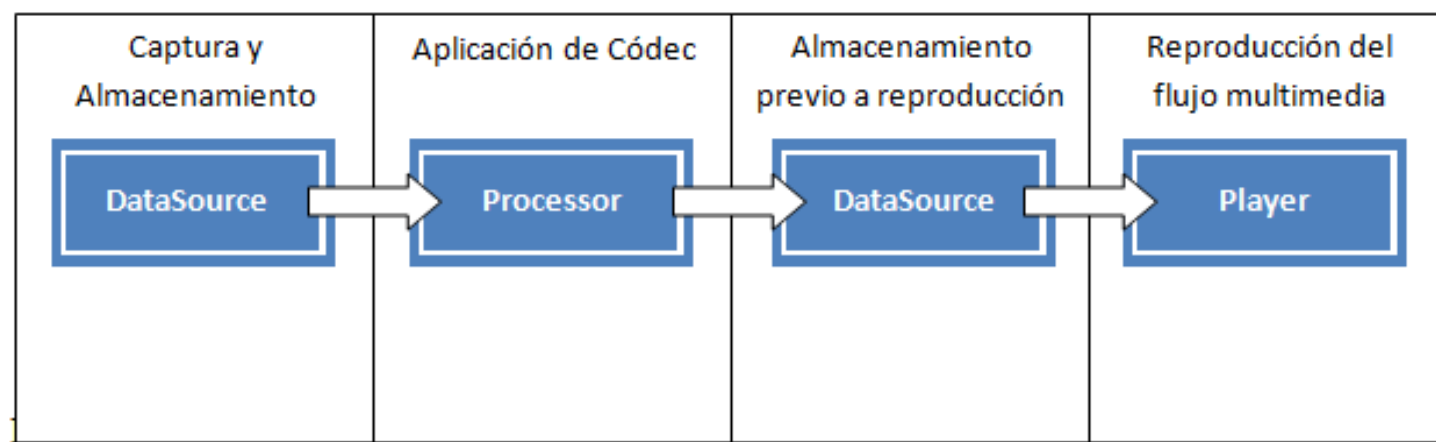 Captura y
Almacenamiento
DataSource
Aplicación de Códec
Processor
Almacenamiento
previo a reproducción
DataSource
Reproducción del
flujo multimedia
Player